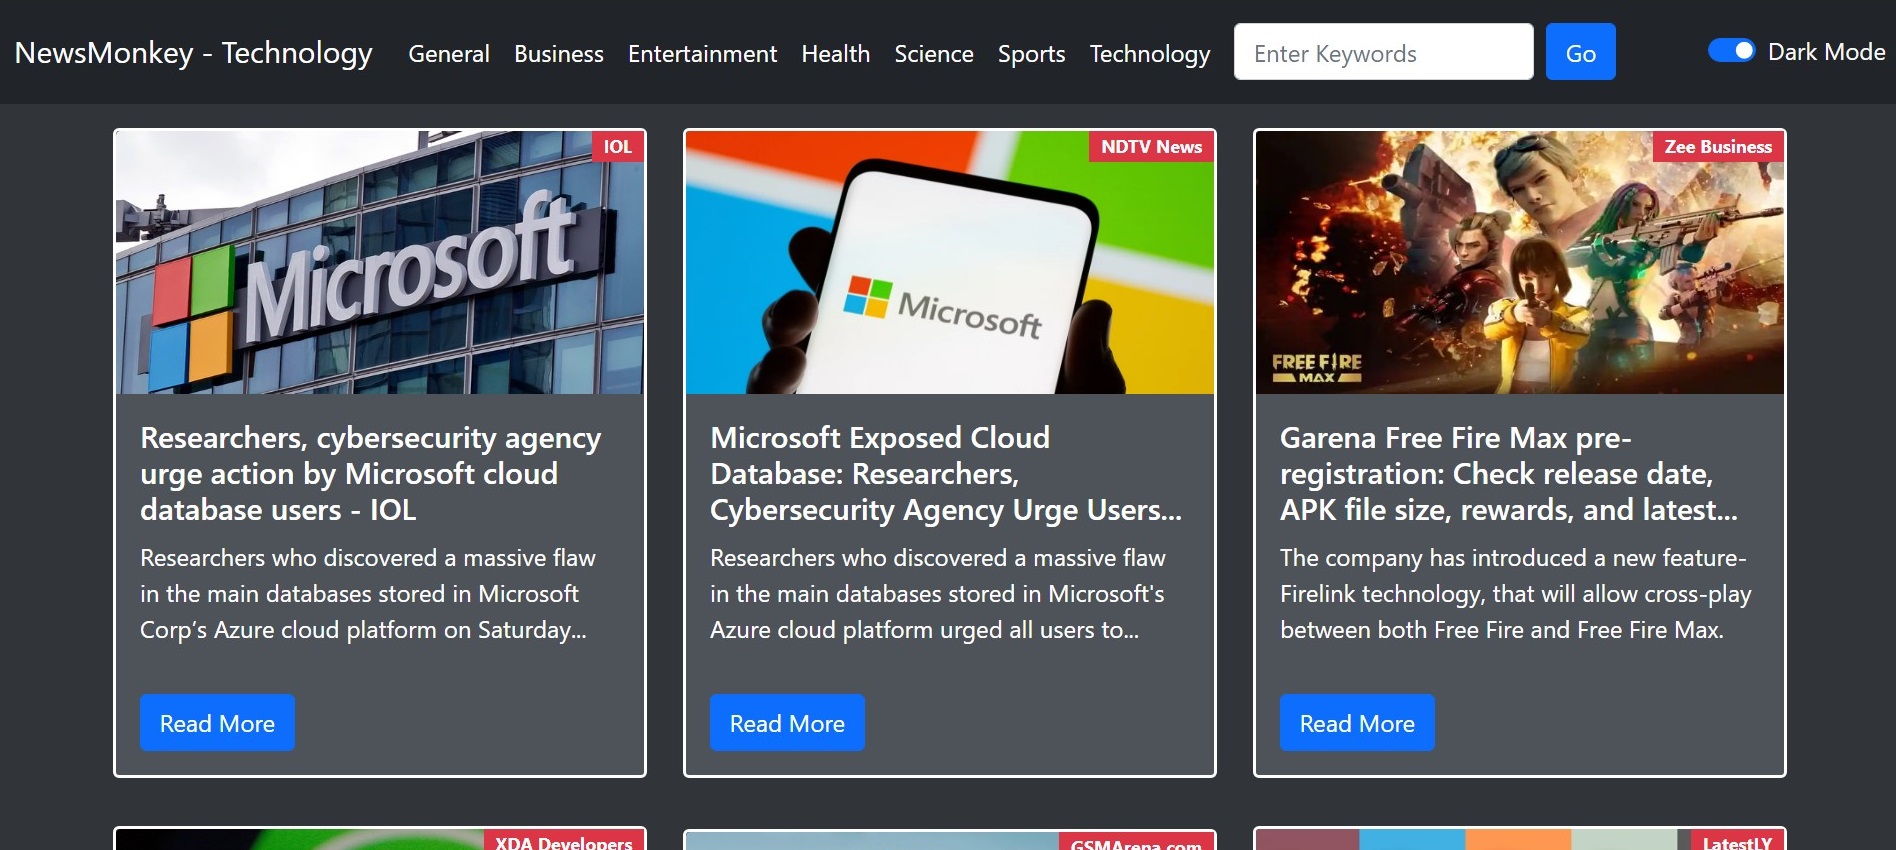 NewsMonkey - Technology
General Business Entertainment Health Science Sports Technology
Enter Keywords
Go
Dark Mode
IOL
Microsoft
Researchers, cybersecurity agency
urge action by Microsoft cloud
database users - IOL
Researchers who discovered a massive flaw
in the main databases stored in Microsoft
Corp’s Azure cloud platform on Saturday...
Read More
NDTV News
Microsoft
Microsoft Exposed Cloud
Database: Researchers,
Cybersecurity Agency Urge Users...
Researchers who discovered a massive flaw
in the main databases stored in Microsoft's
Azure cloud platform urged all users to...
Read More
Zee Business
FREE FIRE
MAX
Garena Free Fire Max pre-
registration: Check release date,
APK file size, rewards, and latest...
The company has introduced a new feature-
Firelink technology, that will allow cross-play
between both Free Fire and Free Fire Max.
Read More
XDA Developers
GSMArena.com
LatestLY